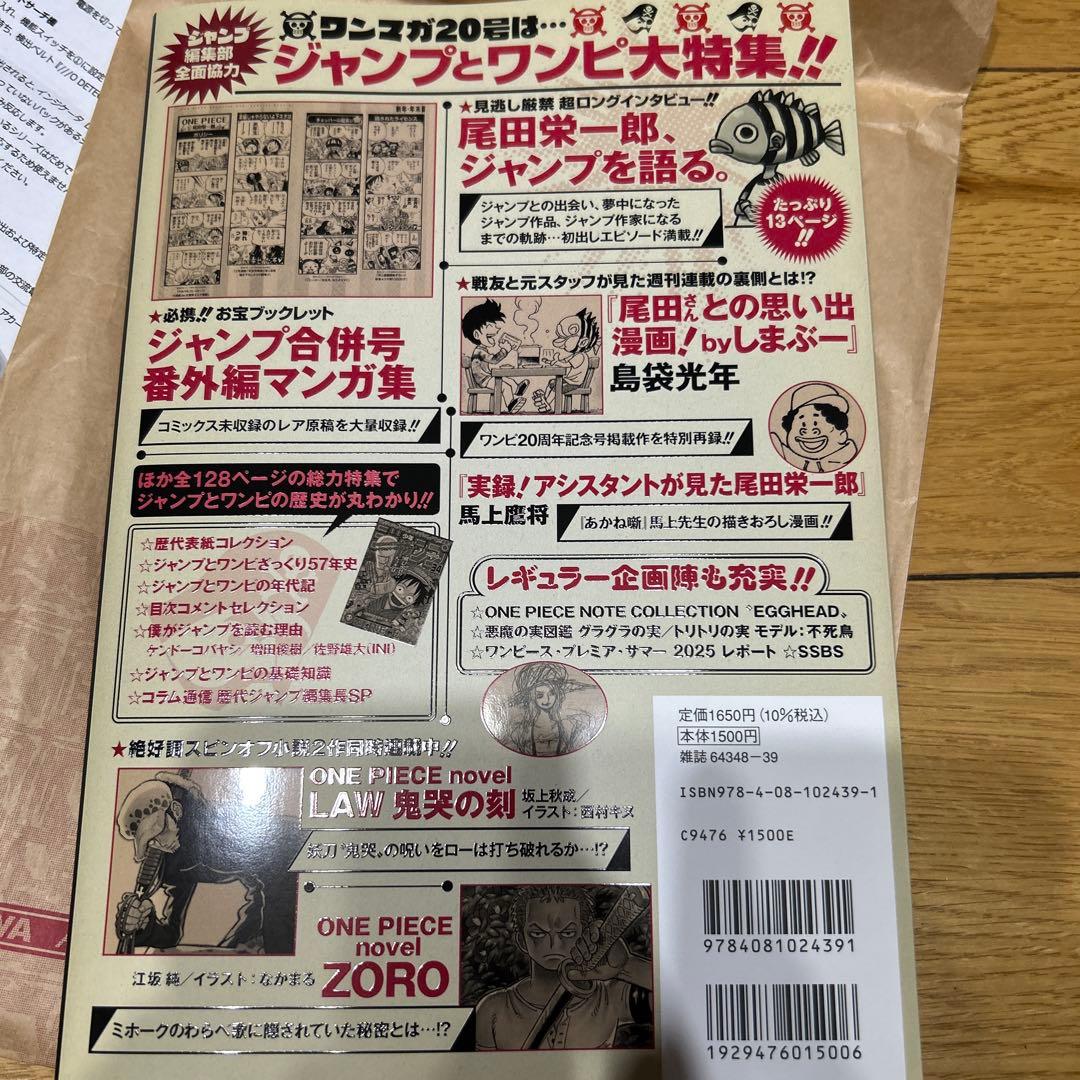 ジャンプ
編集部
全面協力
ワンマガ20号は…
ジャンプとワンピ大特集!!
★見逃し厳禁 超ロングインタビュー!!
尾田栄一郎、
ジャンプを語る。
ジャンプとの出会い、夢中になった
ジャンプ作品、ジャンプ作家になる
までの軌跡…初出しエピソード満載!!
たっぷり
13ページ
!!
ONE PIECE
★必携!! お宝ブックレット
ジャンプ合併号
番外編マンガ集
コミックス未収録のレア原稿を大量収録!!
★戦友と元スタッフが見た週刊連載の裏側とは!?
『尾田さんとの思い出
漫画!byしまぶー』
島袋光年
ワンピ20周年記念号掲載作を特別再録!!
『実録!アシスタントが見た尾田栄一郎』
馬上鷹将
『あかね噺』馬上先生の描きおろし漫画!!
ほか全128ページの総力特集で
ジャンプとワンピの歴史が丸わかり!!
☆歴代表紙コレクション
☆ジャンプとワンピざっくり57年史
☆ジャンプとワンピの年代記
☆目次コメントセレクション
☆僕がジャンプを読む理由
ケンドーコバヤシ/増田俊樹/佐野雄大(INI)
☆ジャンプとワンピの基礎知識
☆コラム通信 歴代ジャンプ編集長SP
レギュラー企画陣も充実!!
☆ONE PIECE NOTE COLLECTION〝EGGHEAD〟
☆悪魔の実図鑑 グラグラの実/トリトリの実 モデル:不死鳥
☆ワンピース・プレミア・サマー 2025 レポート ☆SSBS
★絶好調スピンオフ小説2作同時連載中!!
ONE PIECE novel
LAW 鬼哭の刻
坂上秋成/
イラスト:西村キヌ
妖刀〝鬼哭〟の呪いをローは打ち破れるか…!?
ONE PIECE
novel
ZORO
江坂 純/イラスト:なかまる
ミホークのわらべ歌に隠されていた秘密とは…!?
定価1650円(10%税込)
本体1500円
雑誌 64348-39
ISBN978-4-08-102439-1
C9476 ¥1500E
9784081024391
1929476015006